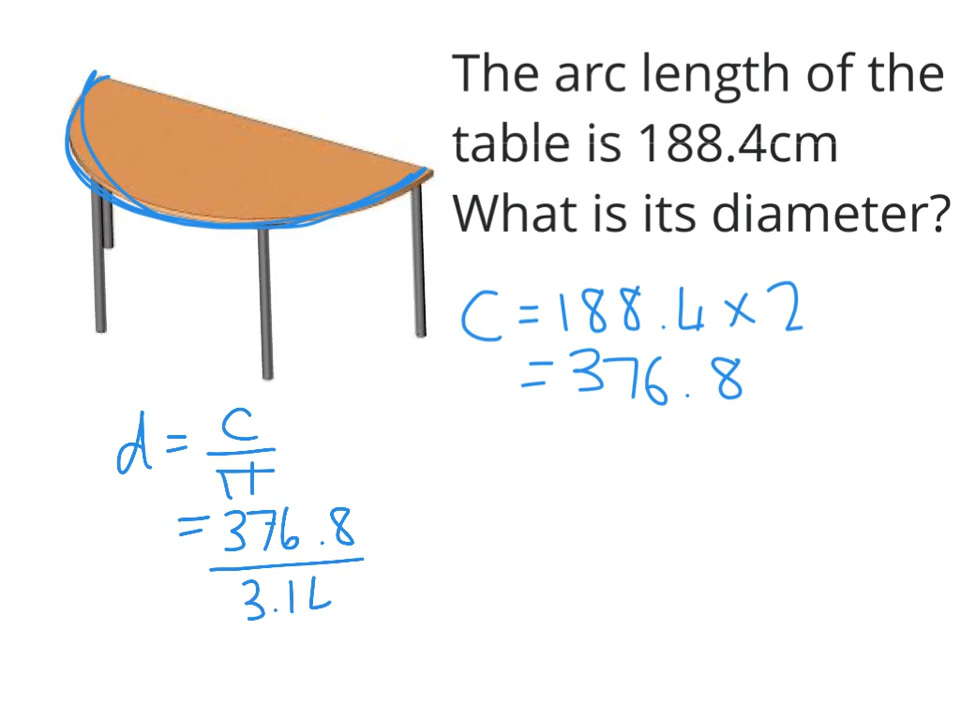 The arc length of the
table is 188.4cm
What is its diameter?
C = 188.4 × 2
= 376.8
d = C
π
= 376.8
3.1L